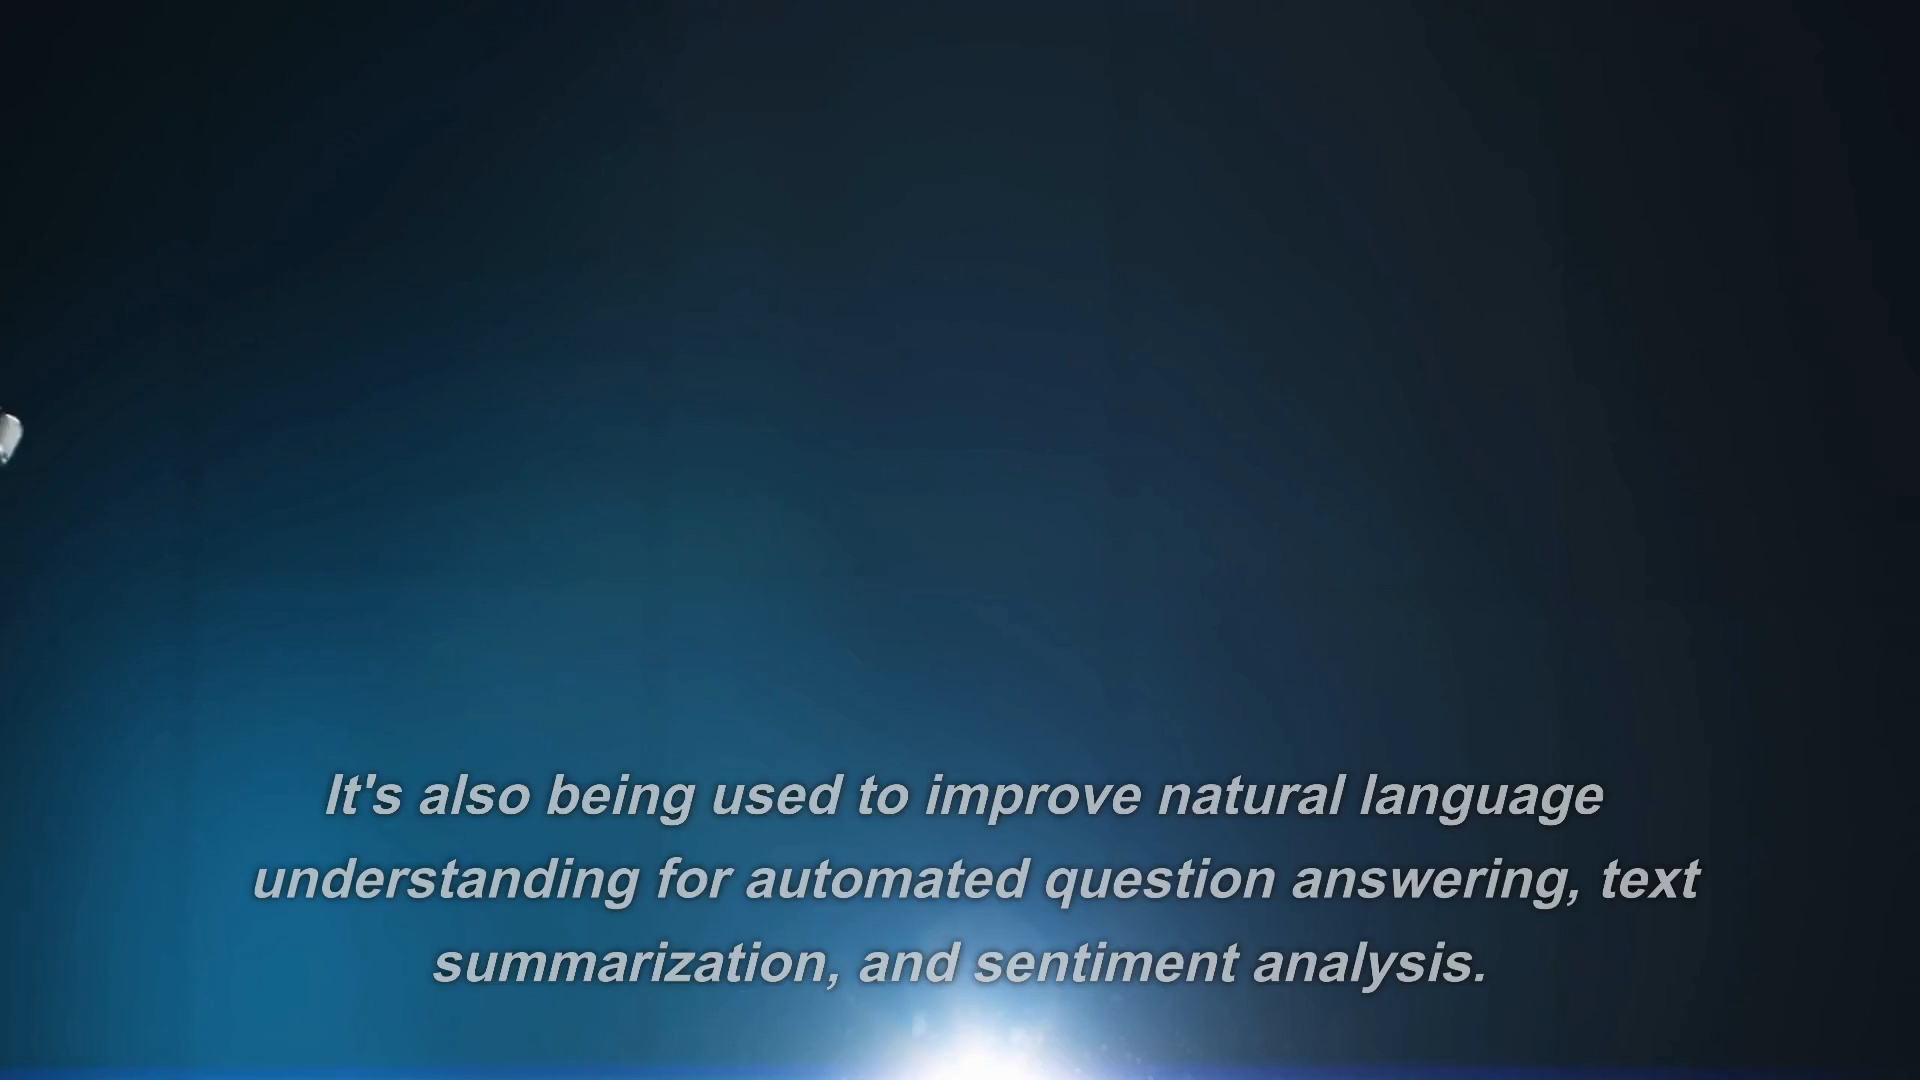 It's also being used to improve natural language
understanding for automated question answering, text
summarization, and sentiment analysis.